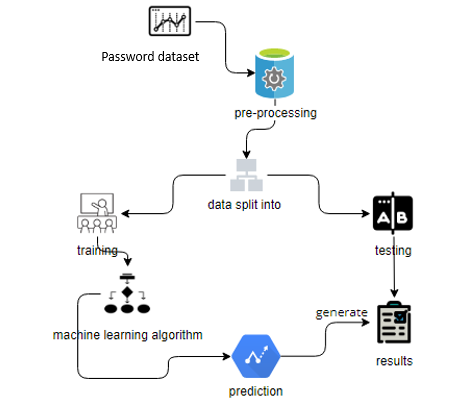 Password dataset
pre-processing
data split into
training
testing
machine learning algorithm
generate
results
prediction